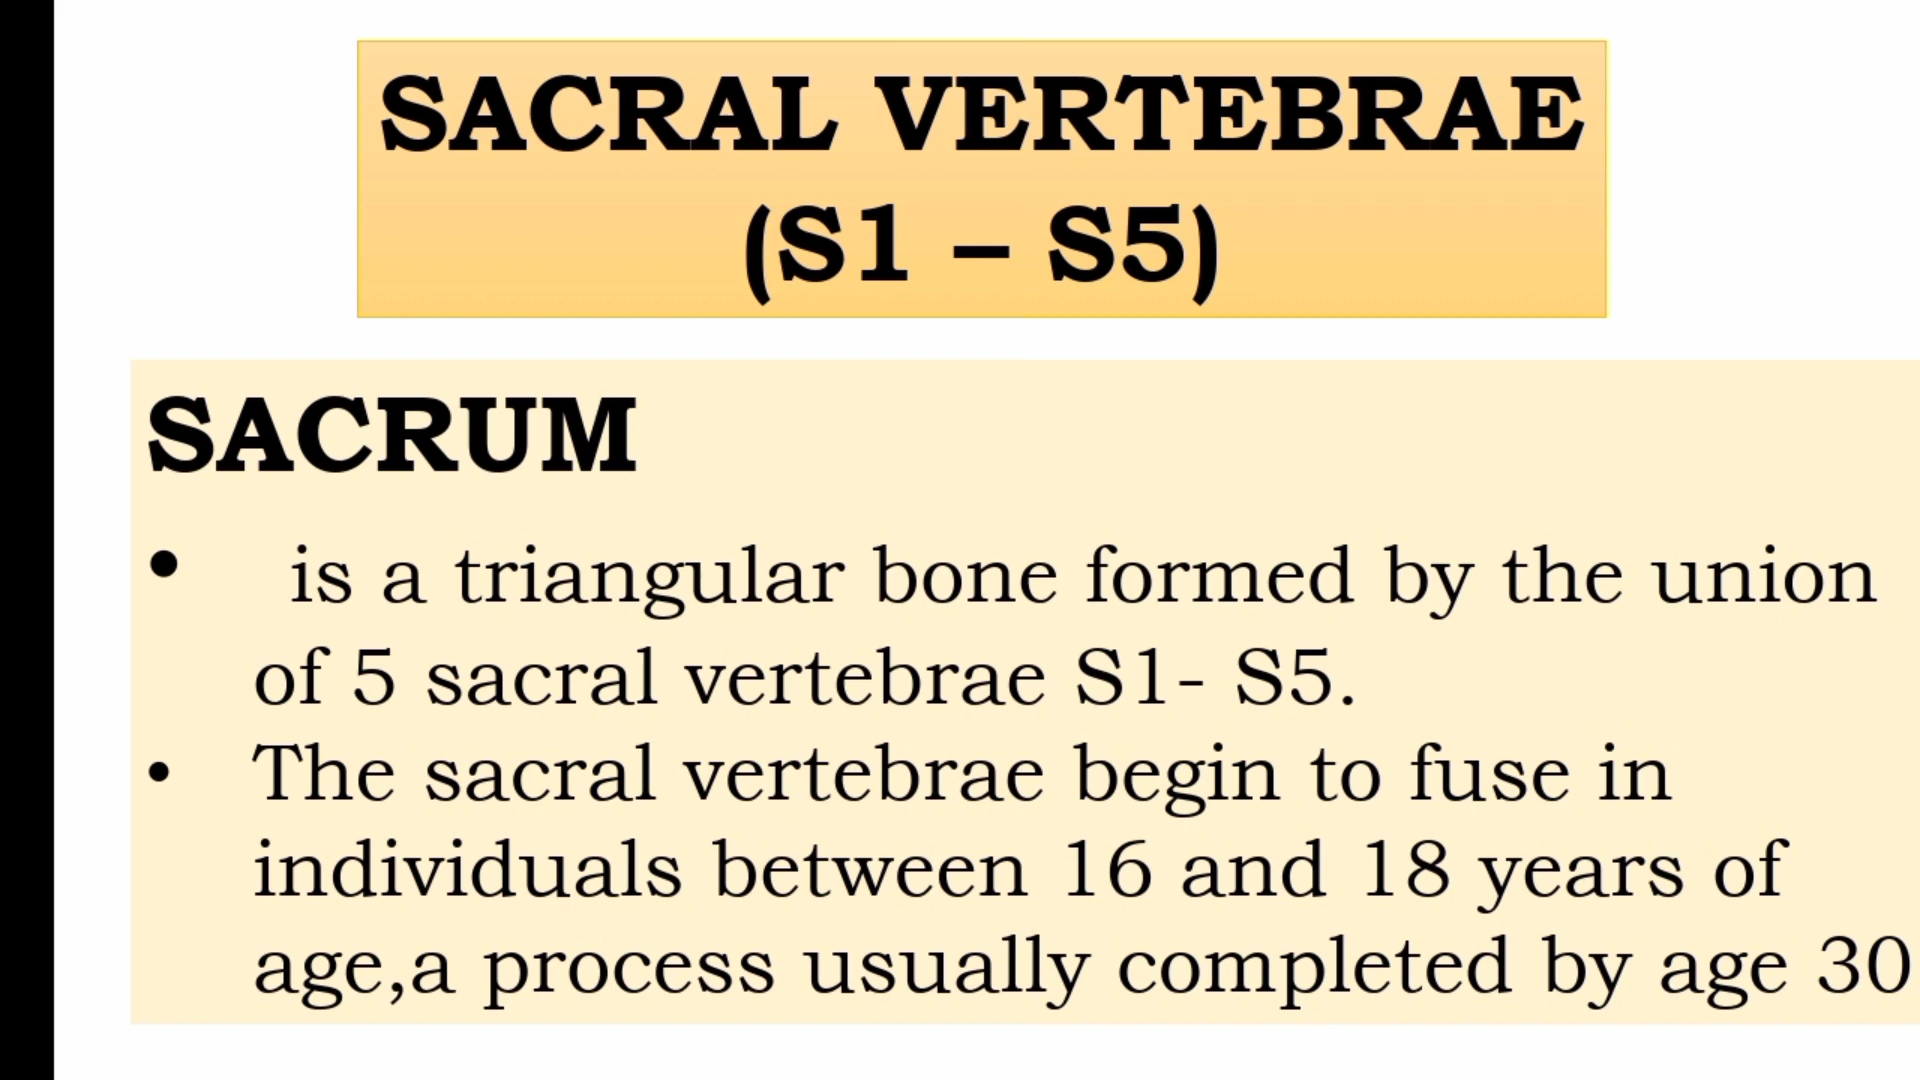 SACRAL VERTEBRAE
(S1 – S5)
SACRUM
• is a triangular bone formed by the union
of 5 sacral vertebrae S1- S5.
• The sacral vertebrae begin to fuse in
individuals between 16 and 18 years of
age,a process usually completed by age 30